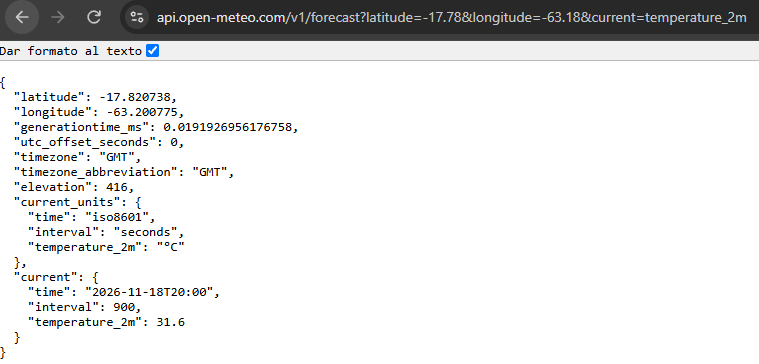 api.open-meteo.com/v1/forecast?latitude=-17.78&longitude=-63.18&current=temperature_2m
Dar formato al texto
{
  "latitude": -17.820738,
  "longitude": -63.200775,
  "generationtime_ms": 0.0191926956176758,
  "utc_offset_seconds": 0,
  "timezone": "GMT",
  "timezone_abbreviation": "GMT",
  "elevation": 416,
  "current_units": {
    "time": "iso8601",
    "interval": "seconds",
    "temperature_2m": "°C"
  },
  "current": {
    "time": "2026-11-18T20:00",
    "interval": 900,
    "temperature_2m": 31.6
  }
}